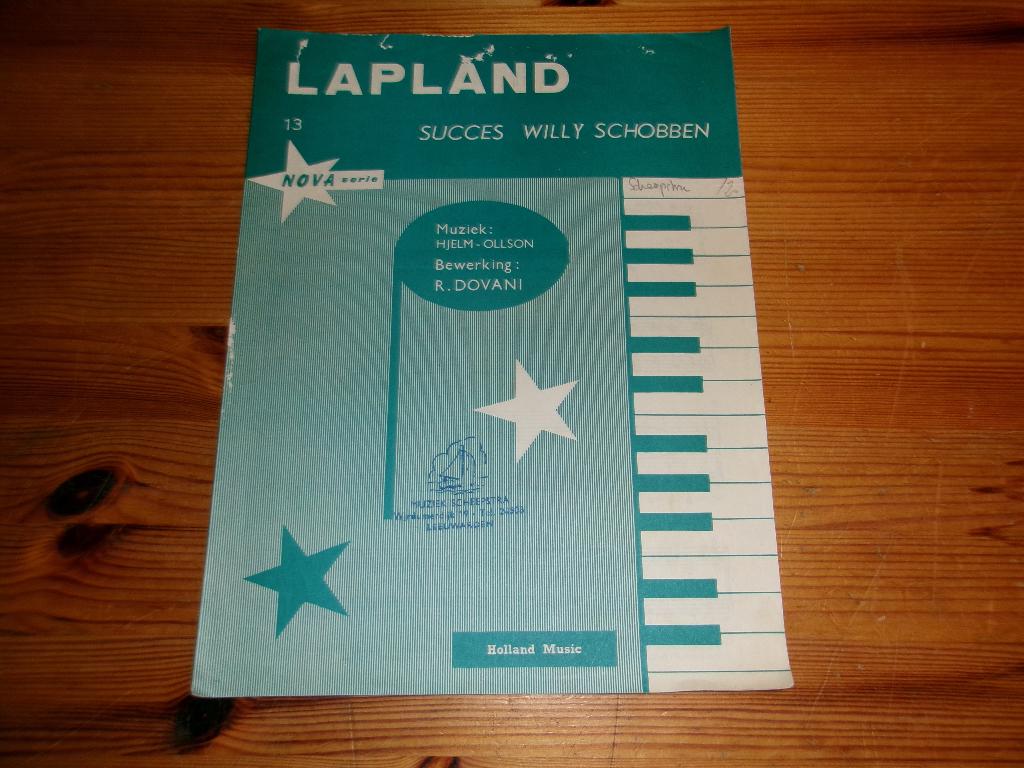 LAPLAND
13
SUCCES WILLY SCHOBBEN
NOVA serie
Muziek:
HJELM-OLLSON
Bewerking:
R. DOVANI
MUZIEK SCHEEPSTRA
LEEUWARDEN
Holland Music